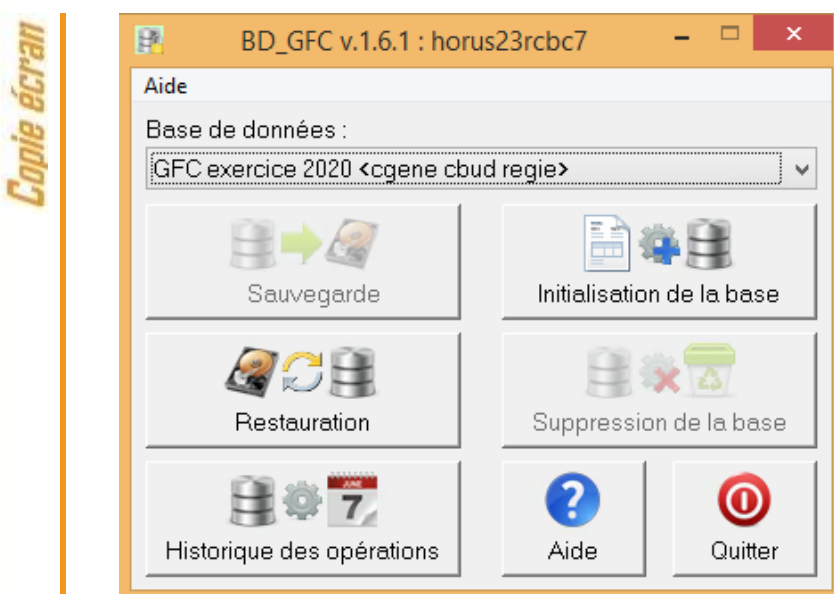 Copie écran
BD_GFC v.1.6.1 : horus23rcbc7
Aide
Base de données :
GFC exercice 2020 <cgene cbud regie>
Sauvegarde
Initialisation de la base
Restauration
Suppression de la base
JUNE
7
Historique des opérations
Aide
Quitter